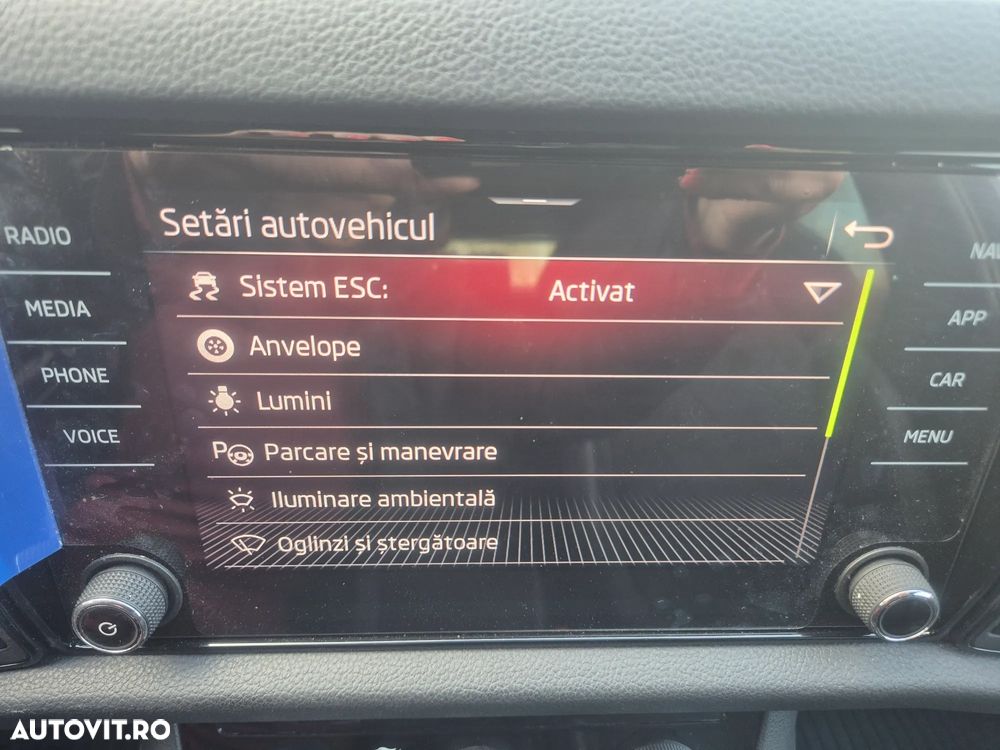 Setări autovehicul
RADIO
MEDIA
PHONE
VOICE
Sistem ESC: Activat
Anvelope
Lumini
Parcare și manevrare
Iluminare ambientală
Oglinzi și ștergătoare
APP
CAR
MENU
AUTOVIT.RO